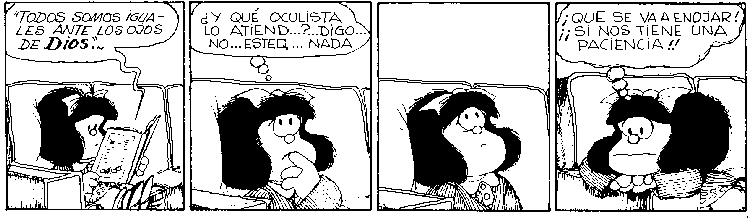 "TODOS SOMOS IGUA-
LES ANTE LOS OJOS
DE DIOS"...
¿Y QUÉ OCULISTA
LO ATIEND...?...DIGO...
NO...ESTEQ... NADA
¡QUE SE VA A ENOJAR!
¡¡SI NOS TIENE UNA
PACIENCIA!!